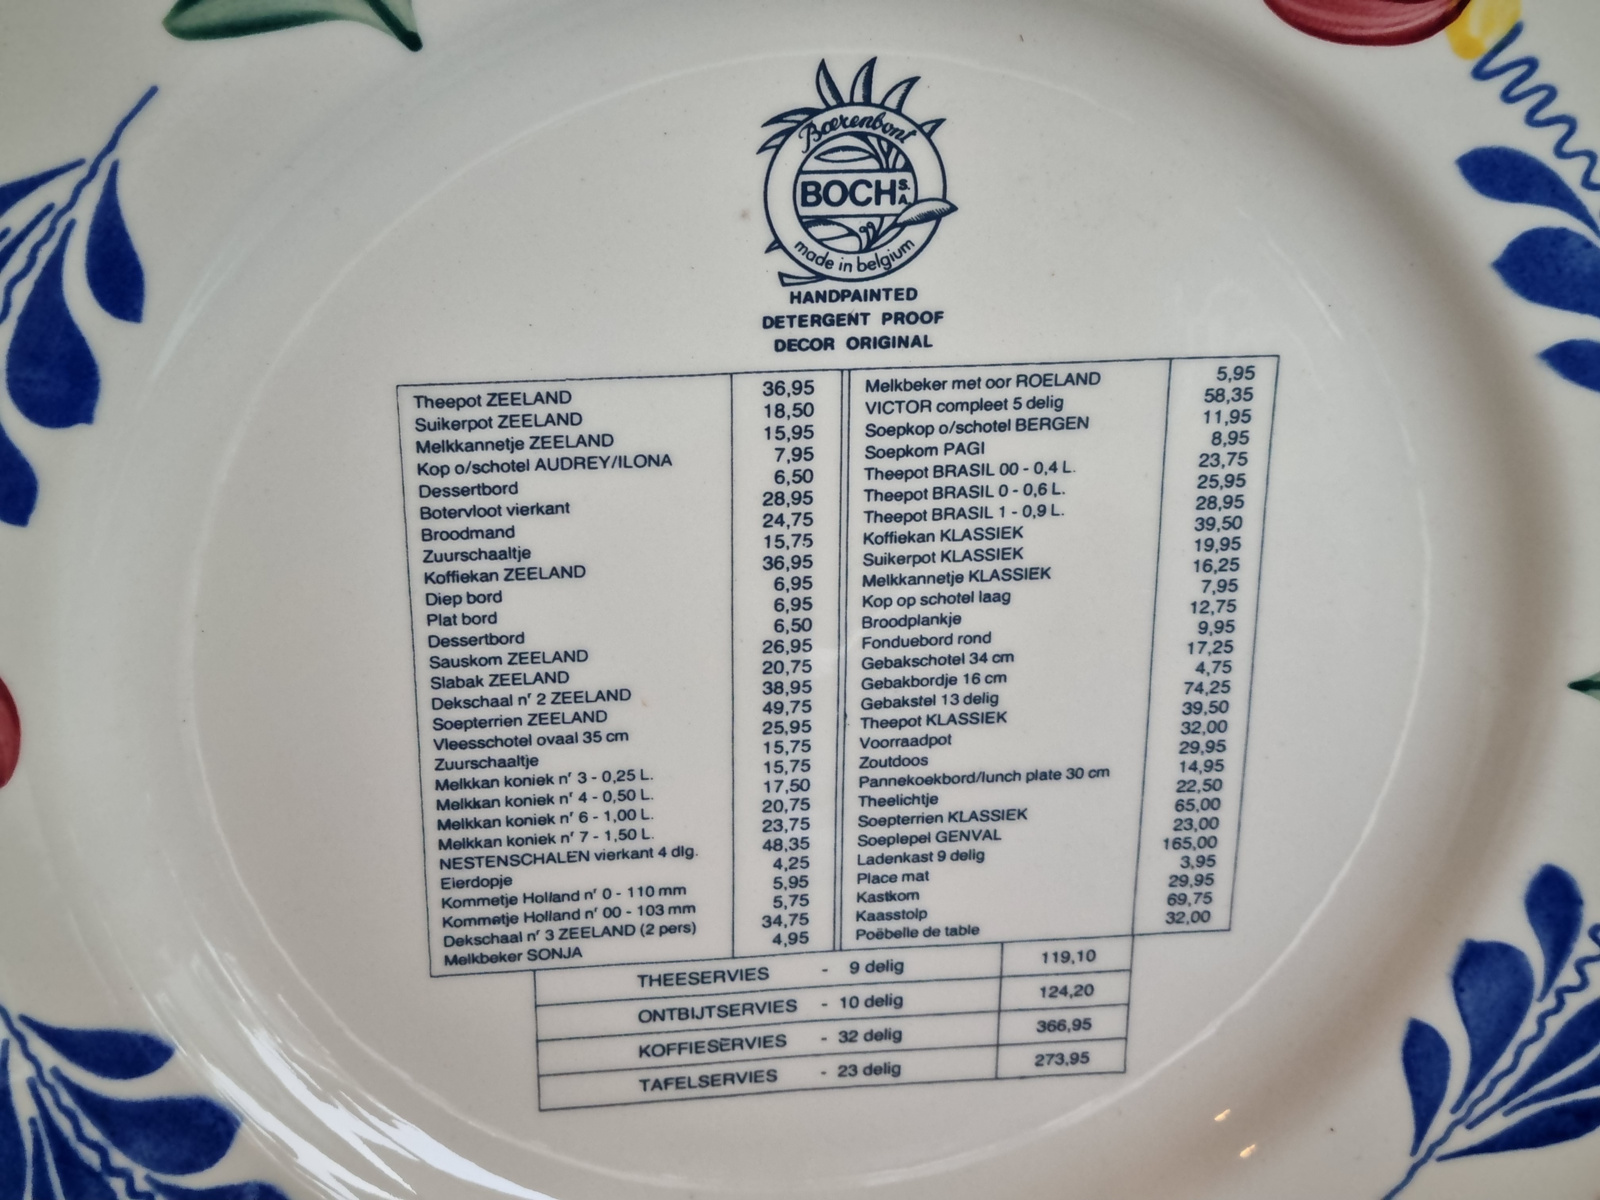 Boerenbont
BOCH S.A.
made in belgium
HANDPAINTED
DETERGENT PROOF
DECOR ORIGINAL
Theepot ZEELAND 36,95
Suikerpot ZEELAND 18,50
Melkkannetje ZEELAND 15,95
Kop o/schotel AUDREY/ILONA 7,95
Dessertbord 6,50
Botervloot vierkant 28,95
Broodmand 24,75
Zuurschaaltje 15,75
Koffiekan ZEELAND 36,95
Diep bord 6,95
Plat bord 6,95
Dessertbord 6,50
Sauskom ZEELAND 26,95
Slabak ZEELAND 20,75
Dekschaal nʳ 2 ZEELAND 38,95
Soepterrien ZEELAND 49,75
Vleesschotel ovaal 35 cm 25,95
Zuurschaaltje 15,75
Melkkan koniek nʳ 3 - 0,25 L. 15,75
Melkkan koniek nʳ 4 - 0,50 L. 17,50
Melkkan koniek nʳ 6 - 1,00 L. 20,75
Melkkan koniek nʳ 7 - 1,50 L. 23,75
NESTENSCHALEN vierkant 4 dlg. 48,35
Eierdopje 4,25
Kommetje Holland nʳ 0 - 110 mm 5,95
Kommetje Holland nʳ 00 - 103 mm 5,75
Dekschaal nʳ 3 ZEELAND (2 pers) 34,75
Melkbeker SONJA 4,95
Melkbeker met oor ROELAND 5,95
VICTOR compleet 5 delig 58,35
Soepkop o/schotel BERGEN 11,95
Soepkom PAGI 8,95
Theepot BRASIL 00 - 0,4 L. 23,75
Theepot BRASIL 0 - 0,6 L. 25,95
Theepot BRASIL 1 - 0,9 L. 28,95
Koffiekan KLASSIEK 39,50
Suikerpot KLASSIEK 19,95
Melkkannetje KLASSIEK 16,25
Kop op schotel laag 7,95
Broodplankje 12,75
Fonduebord rond 9,95
Gebakschotel 34 cm 17,25
Gebakbordje 16 cm 4,75
Gebakstel 13 delig 74,25
Theepot KLASSIEK 39,50
Voorraadpot 32,00
Zoutdoos 29,95
Pannekoekbord/lunch plate 30 cm 14,95
Theelichtje 22,50
Soepterrien KLASSIEK 65,00
Soeplepel GENVAL 23,00
Ladenkast 9 delig 165,00
Place mat 3,95
Kastkom 29,95
Kaasstolp 69,75
Poëbelle de table 32,00
THEESERVIES - 9 delig 119,10
ONTBIJTSERVIES - 10 delig 124,20
KOFFIESERVIES - 32 delig 366,95
TAFELSERVIES - 23 delig 273,95